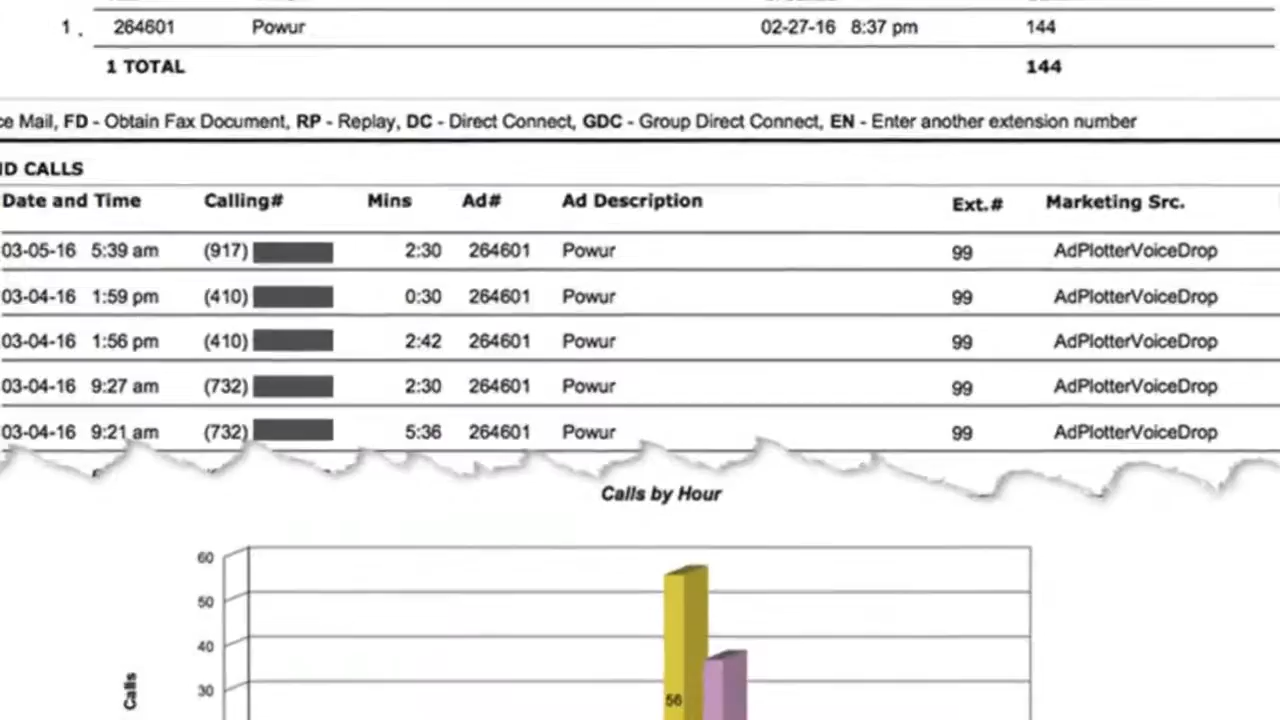 1. 264601 Powur 02-27-16 8:37 pm 144
1 TOTAL 144
ce Mail, FD - Obtain Fax Document, RP - Replay, DC - Direct Connect, GDC - Group Direct Connect, EN - Enter another extension number
ND CALLS
Date and Time Calling# Mins Ad# Ad Description Ext.# Marketing Src.
03-05-16 5:39 am (917) 2:30 264601 Powur 99 AdPlotterVoiceDrop
03-04-16 1:59 pm (410) 0:30 264601 Powur 99 AdPlotterVoiceDrop
03-04-16 1:56 pm (410) 2:42 264601 Powur 99 AdPlotterVoiceDrop
03-04-16 9:27 am (732) 2:30 264601 Powur 99 AdPlotterVoiceDrop
03-04-16 9:21 am (732) 5:36 264601 Powur 99 AdPlotterVoiceDrop
Calls by Hour
60
50
40
30
Calls
56